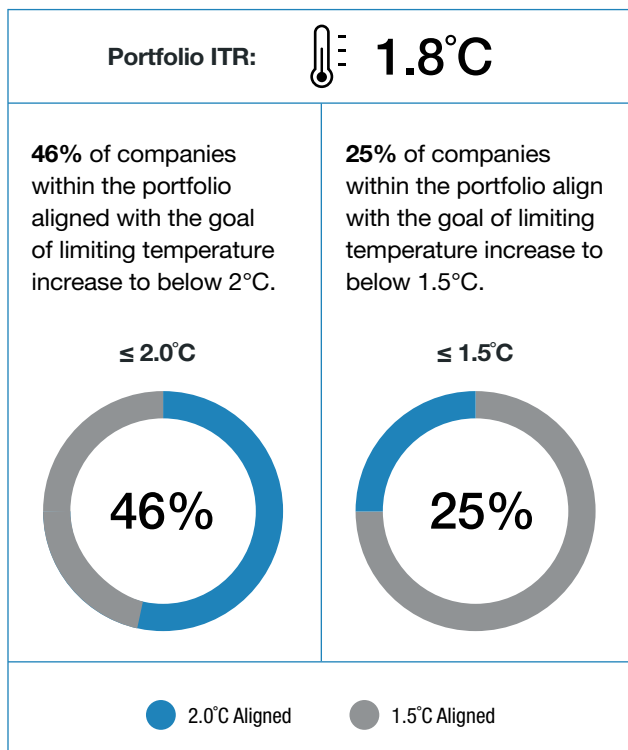 Portfolio ITR: 1.8°C
46% of companies
within the portfolio
aligned with the goal
of limiting temperature
increase to below 2°C.
≤ 2.0°C
46%
25% of companies
within the portfolio align
with the goal of limiting
temperature increase to
below 1.5°C.
≤ 1.5°C
25%
2.0°C Aligned
1.5°C Aligned